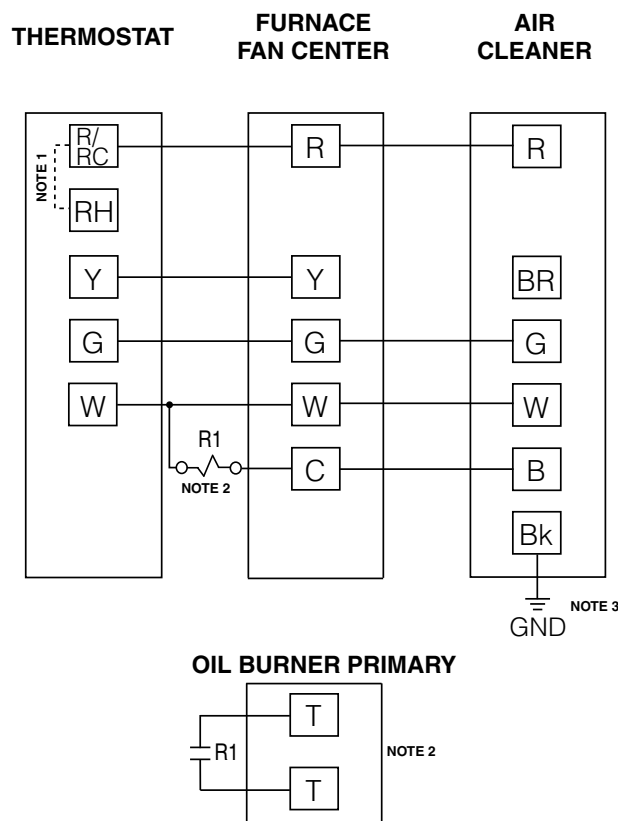 THERMOSTAT
FURNACE
FAN CENTER
AIR
CLEANER
R/
RC
R
R
NOTE 1
RH
Y
Y
BR
G
G
G
W
W
W
R1
NOTE 2
C
B
Bk
GND
NOTE 3
OIL BURNER PRIMARY
T
R1
NOTE 2
T